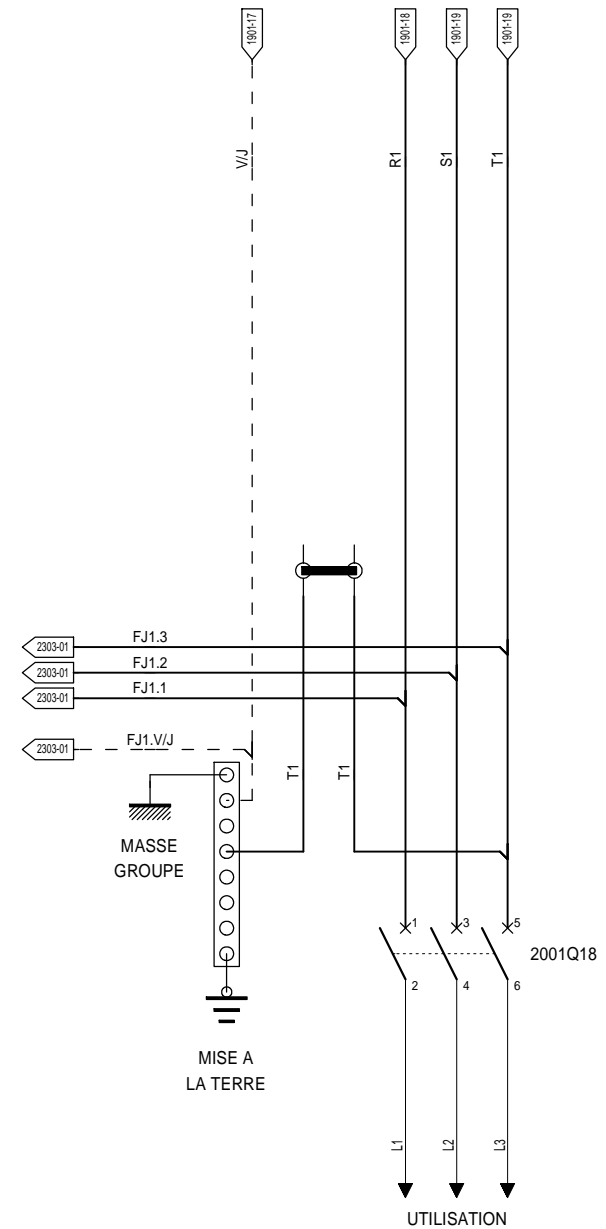 1901-17
1901-18
1901-19
1901-19
V/J
R1
S1
T1
2303-01
FJ1.3
2303-01
FJ1.2
2303-01
FJ1.1
2303-01
FJ1.V/J
T1
T1
MASSE
GROUPE
1
3
5
2001Q18
2
4
6
MISE A
LA TERRE
L1
L2
L3
UTILISATION